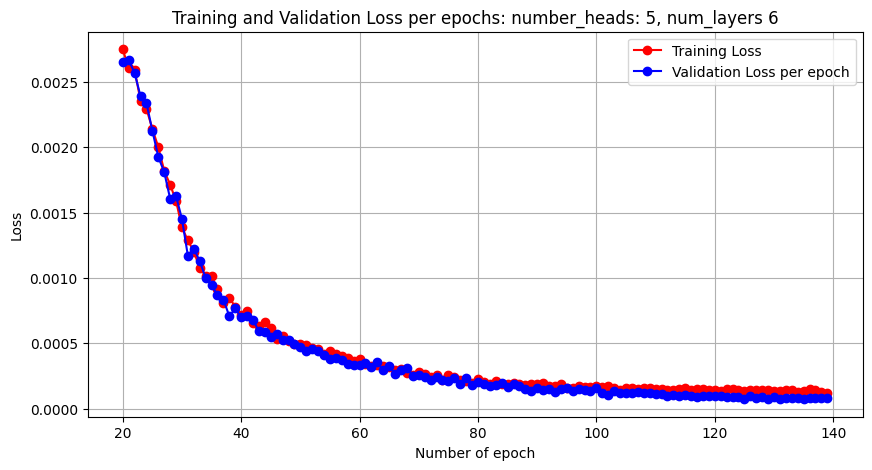 Training and Validation Loss per epochs: number_heads: 5, num_layers 6
Training Loss
Validation Loss per epoch
Loss
0.0025
0.0020
0.0015
0.0010
0.0005
0.0000
20 40 60 80 100 120 140
Number of epoch